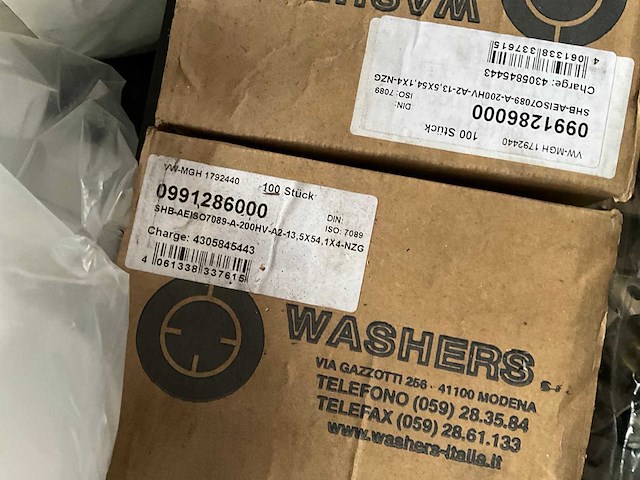 WASHERS
4 061338 337615
Charge: 4305845443
SHB-AEISO7089-A-200HV-A2-13,5X54,1X4-NZG
ISO: 7089
DIN:
0991286000
100 Stück
VW-MGH 1792440
VW-MGH 1792440
100 Stück
0991286000
DIN:
SHB-AEISO7089-A-200HV-A2-13,5X54,1X4-NZG
ISO: 7089
Charge: 4305845443
4 061338 337615
WASHERS
VIA GAZZOTTI 256 - 41100 MODENA
TELEFONO (059) 28.35.84
TELEFAX (059) 28.61.133
www.washers-italia.it